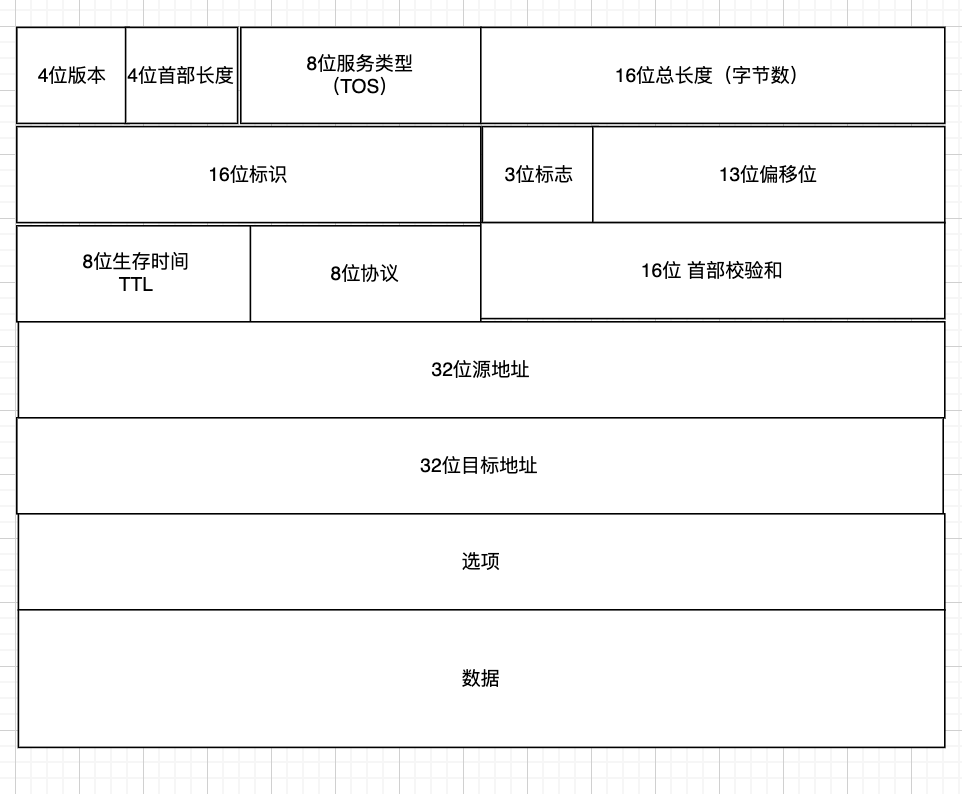 4位版本
4位首部长度
8位服务类型
（TOS）
16位总长度（字节数）
16位标识
3位标志
13位偏移位
8位生存时间
TTL
8位协议
16位 首部校验和
32位源地址
32位目标地址
选项
数据